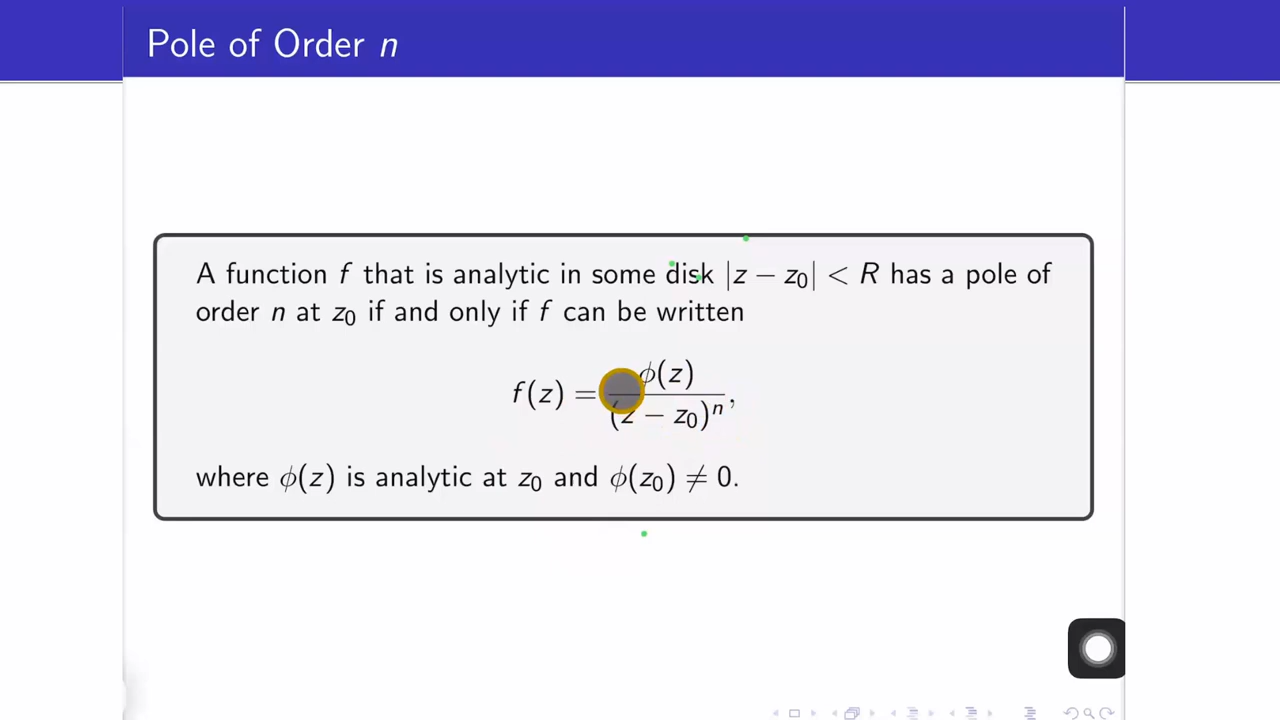 Pole of Order n
A function f that is analytic in some disk |z − z₀| < R has a pole of
order n at z₀ if and only if f can be written
f(z) = ϕ(z) / (z − z₀)ⁿ,
where ϕ(z) is analytic at z₀ and ϕ(z₀) ≠ 0.